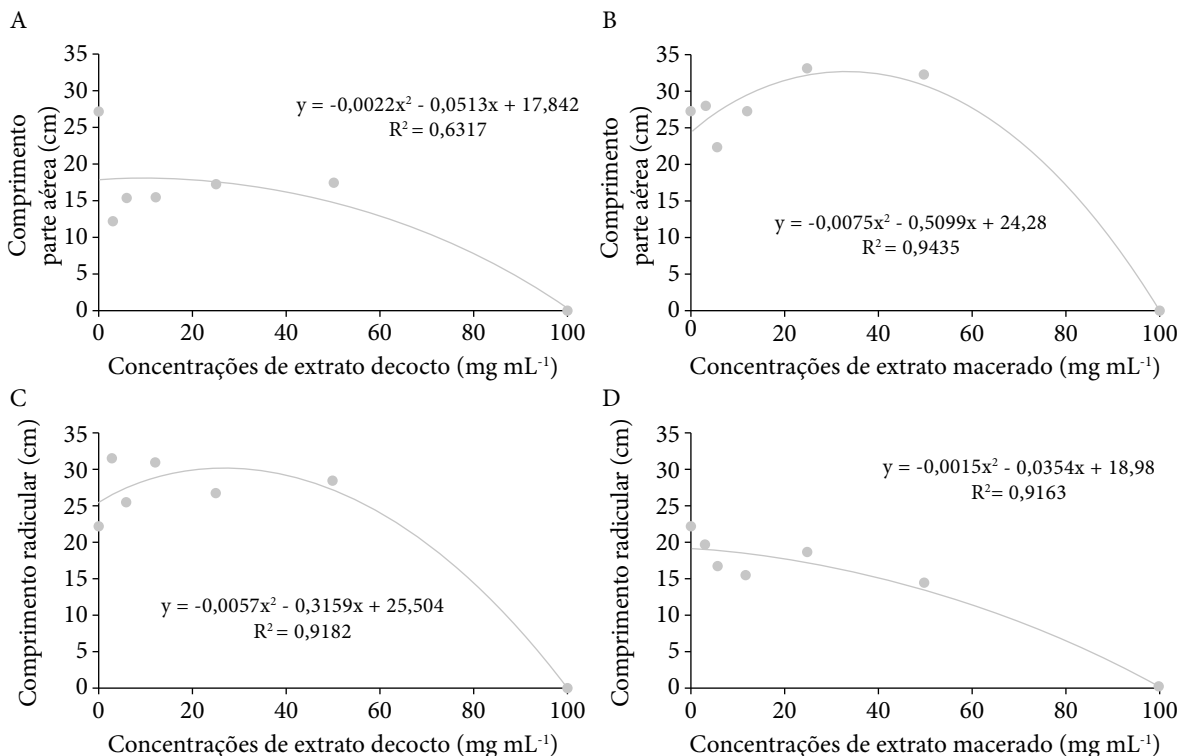 A
Comprimento
parte aérea (cm)
35
30
25
20
15
10
5
0
y = -0,0022x² - 0,0513x + 17,842
R² = 0,6317
0 20 40 60 80 100
Concentrações de extrato decocto (mg mL⁻¹)
B
Comprimento
parte aérea (cm)
35
30
25
20
15
10
5
0
y = -0,0075x² - 0,5099x + 24,28
R² = 0,9435
0 20 40 60 80 100
Concentrações de extrato macerado (mg mL⁻¹)
C
Comprimento radicular (cm)
35
30
25
20
15
10
5
0
y = -0,0057x² - 0,3159x + 25,504
R² = 0,9182
0 20 40 60 80 100
Concentrações de extrato decocto (mg mL⁻¹)
D
Comprimento radicular (cm)
35
30
25
20
15
10
5
0
y = -0,0015x² - 0,0354x + 18,98
R²= 0,9163
0 20 40 60 80 100
Concentrações de extrato macerado (mg mL⁻¹)